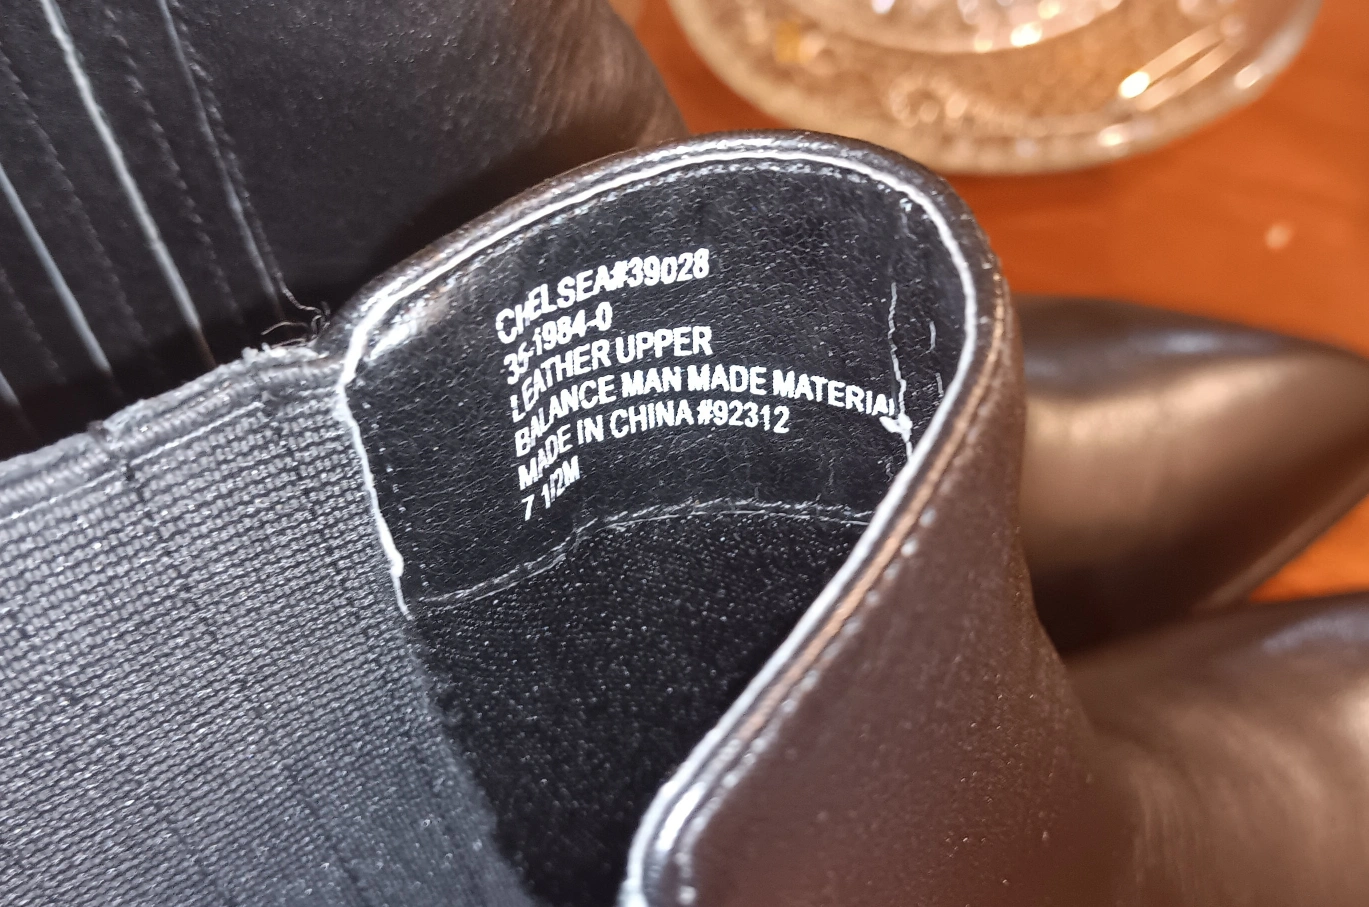 CHELSEA#39028
35-1984-0
LEATHER UPPER
BALANCE MAN MADE MATERIAL
MADE IN CHINA #92312
7 1/2M